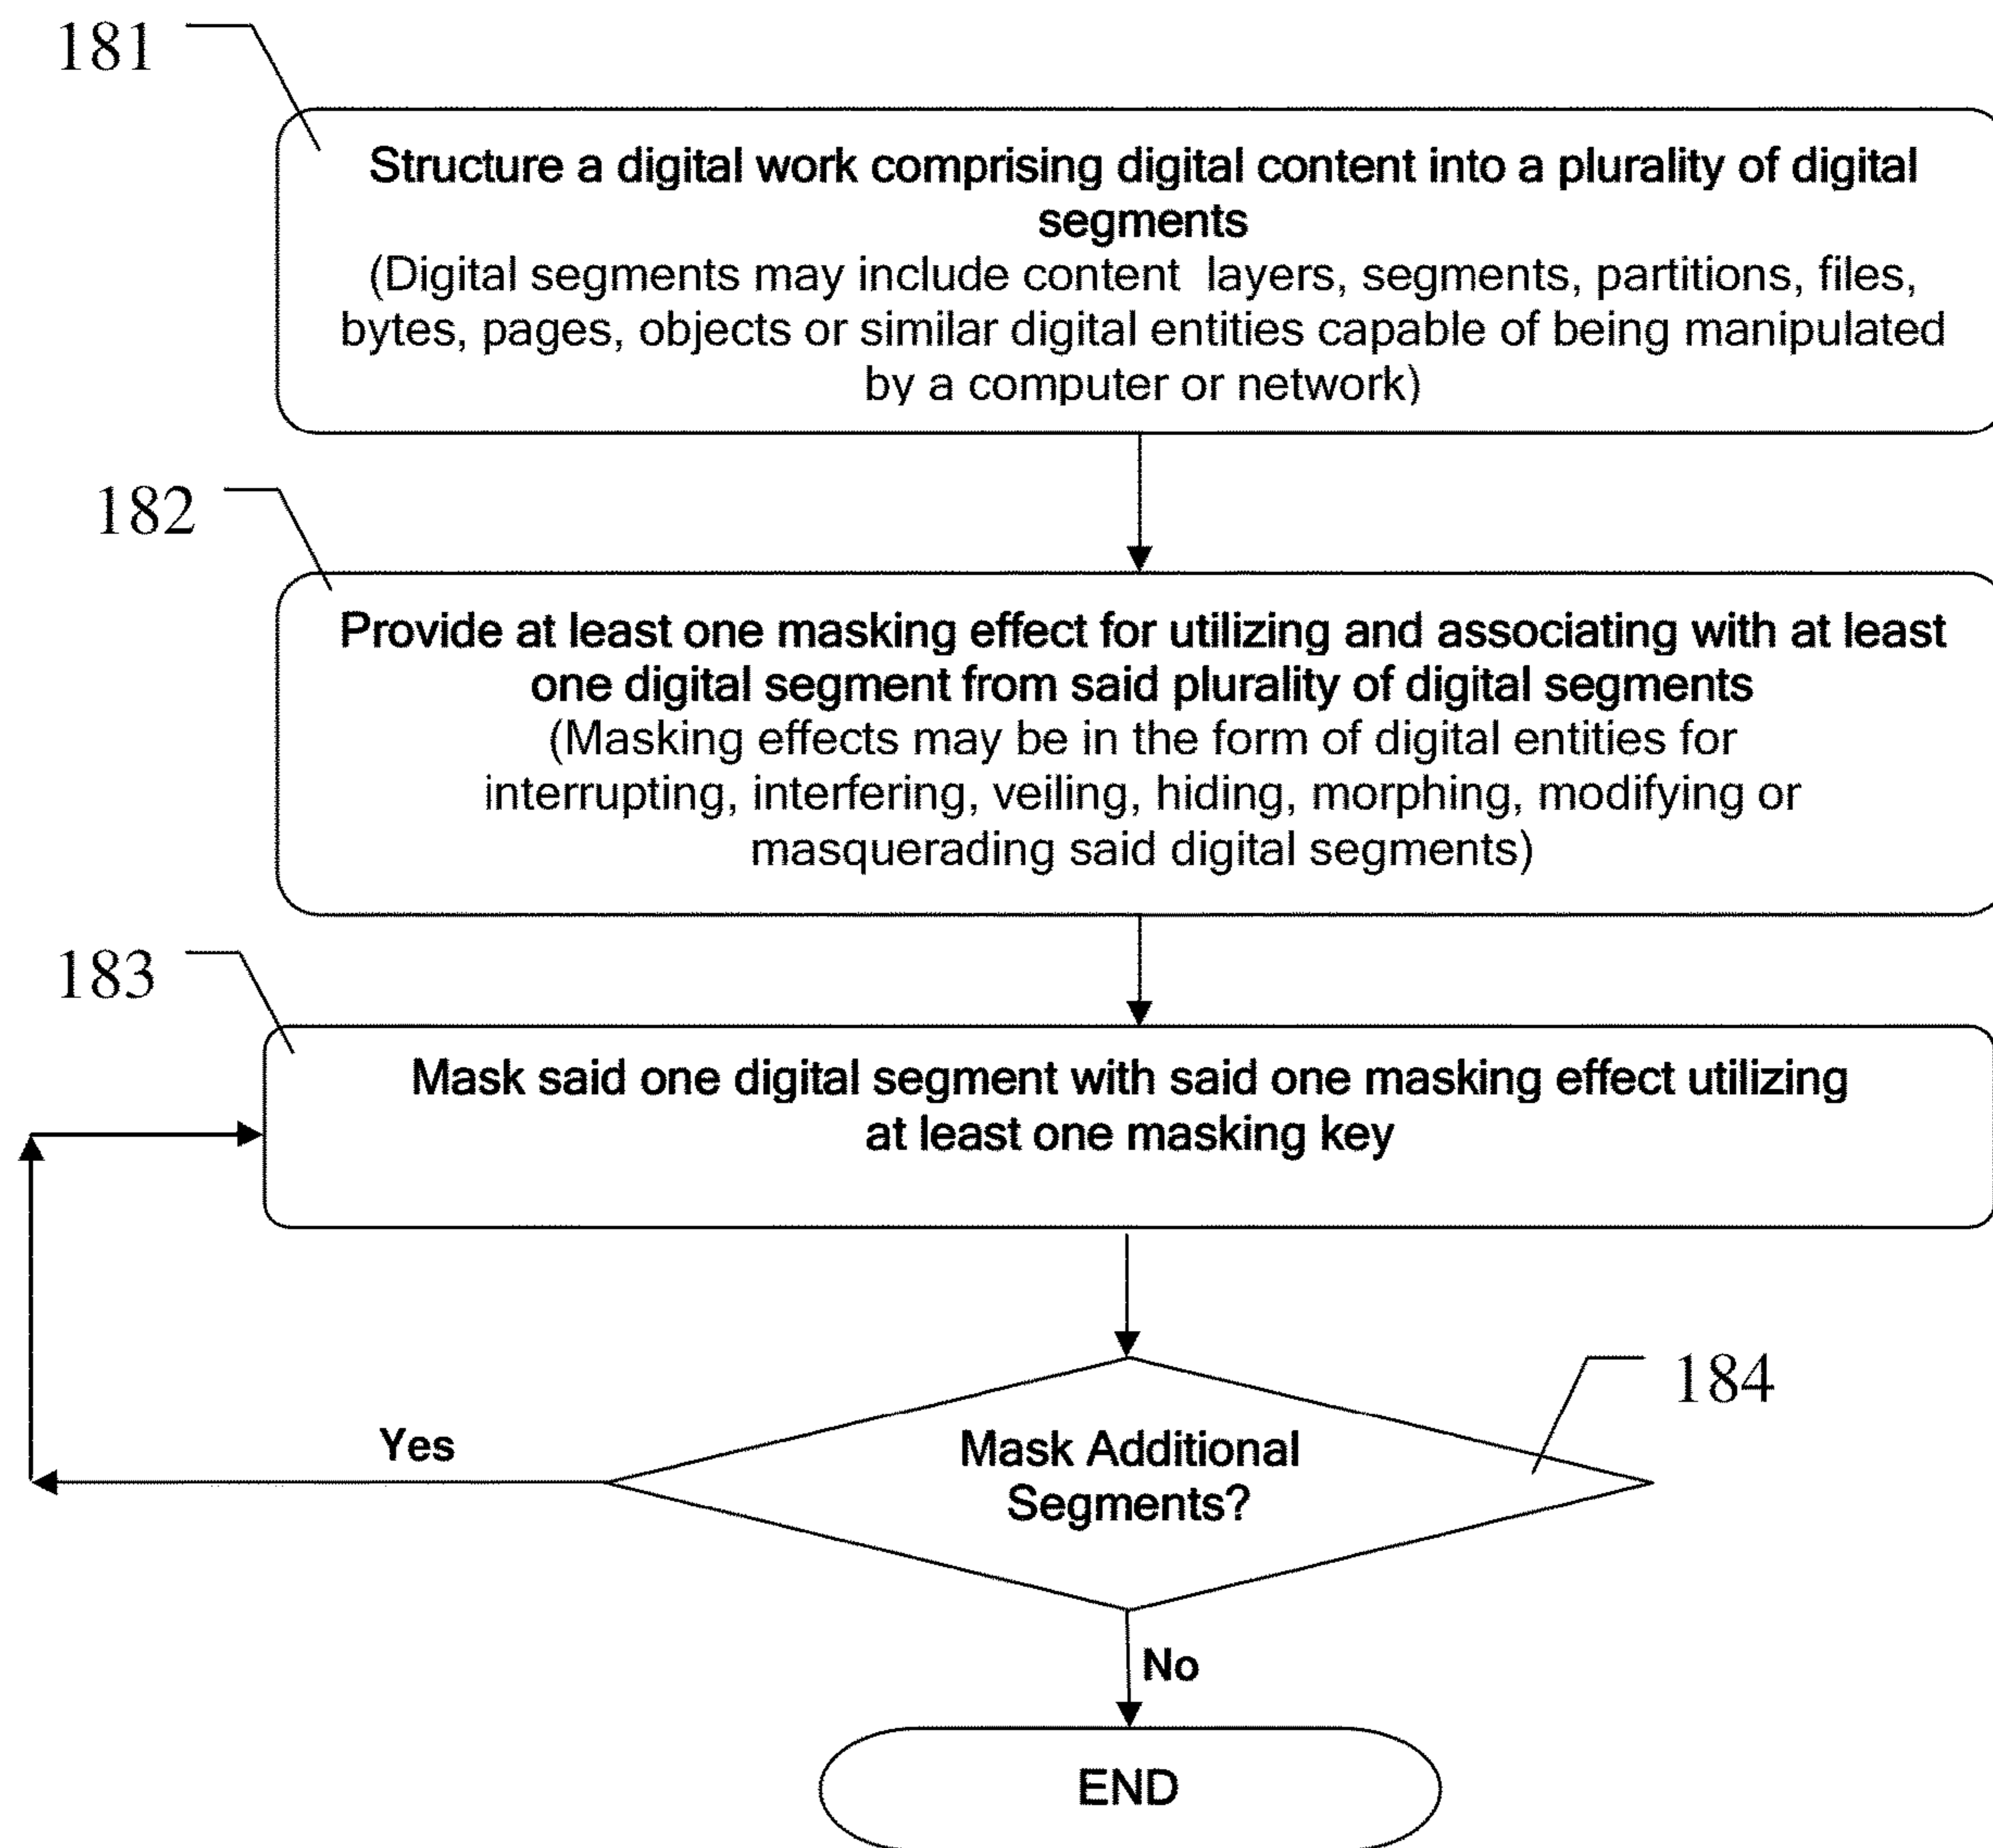 181
Structure a digital work comprising digital content into a plurality of digital
segments
(Digital segments may include content layers, segments, partitions, files,
bytes, pages, objects or similar digital entities capable of being manipulated
by a computer or network)
182
Provide at least one masking effect for utilizing and associating with at least
one digital segment from said plurality of digital segments
(Masking effects may be in the form of digital entities for
interrupting, interfering, veiling, hiding, morphing, modifying or
masquerading said digital segments)
183
Mask said one digital segment with said one masking effect utilizing
at least one masking key
184
Yes
Mask Additional
Segments?
No
END